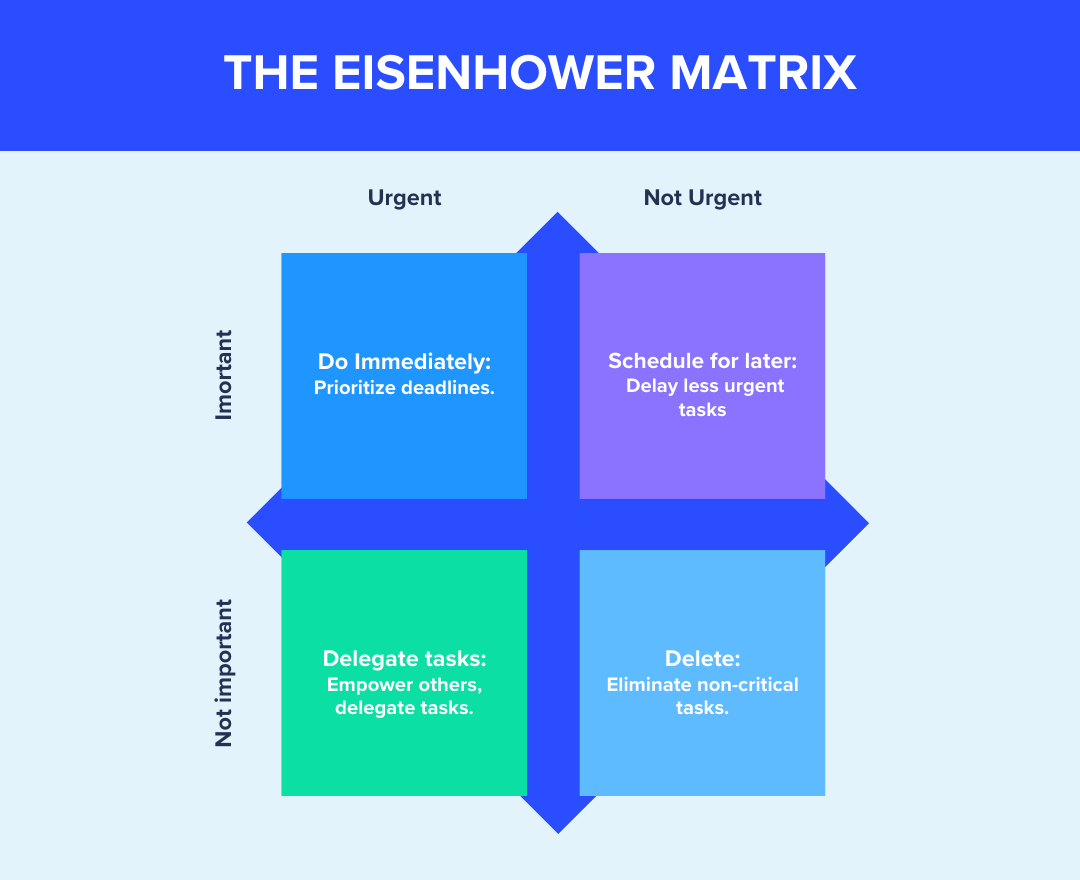 THE EISENHOWER MATRIX
Urgent
Not Urgent
Imortant
Do Immediately:
Prioritize deadlines.
Schedule for later:
Delay less urgent
tasks
Not important
Delegate tasks:
Empower others,
delegate tasks.
Delete:
Eliminate non-critical
tasks.